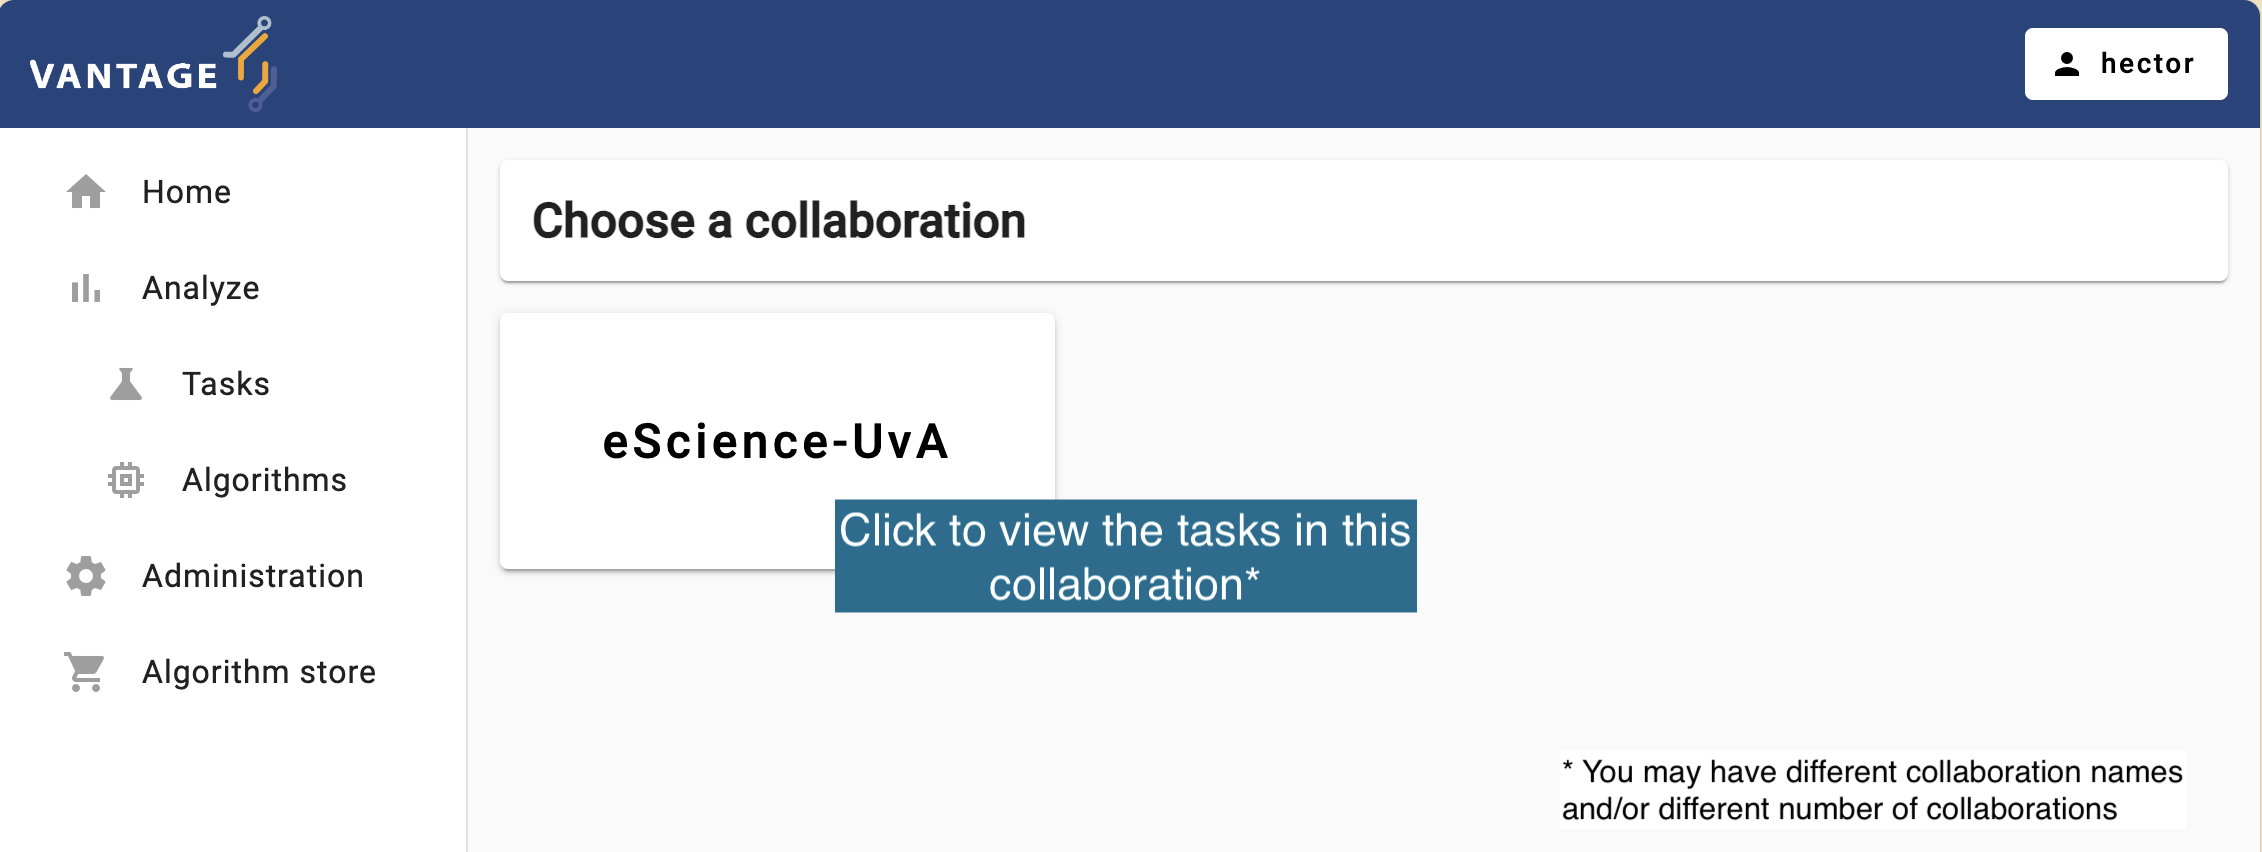 VANTAGE
hector
Home
Analyze
Tasks
Algorithms
Administration
Algorithm store
Choose a collaboration
eScience-UvA
Click to view the tasks in this
collaboration*
* You may have different collaboration names
and/or different number of collaborations